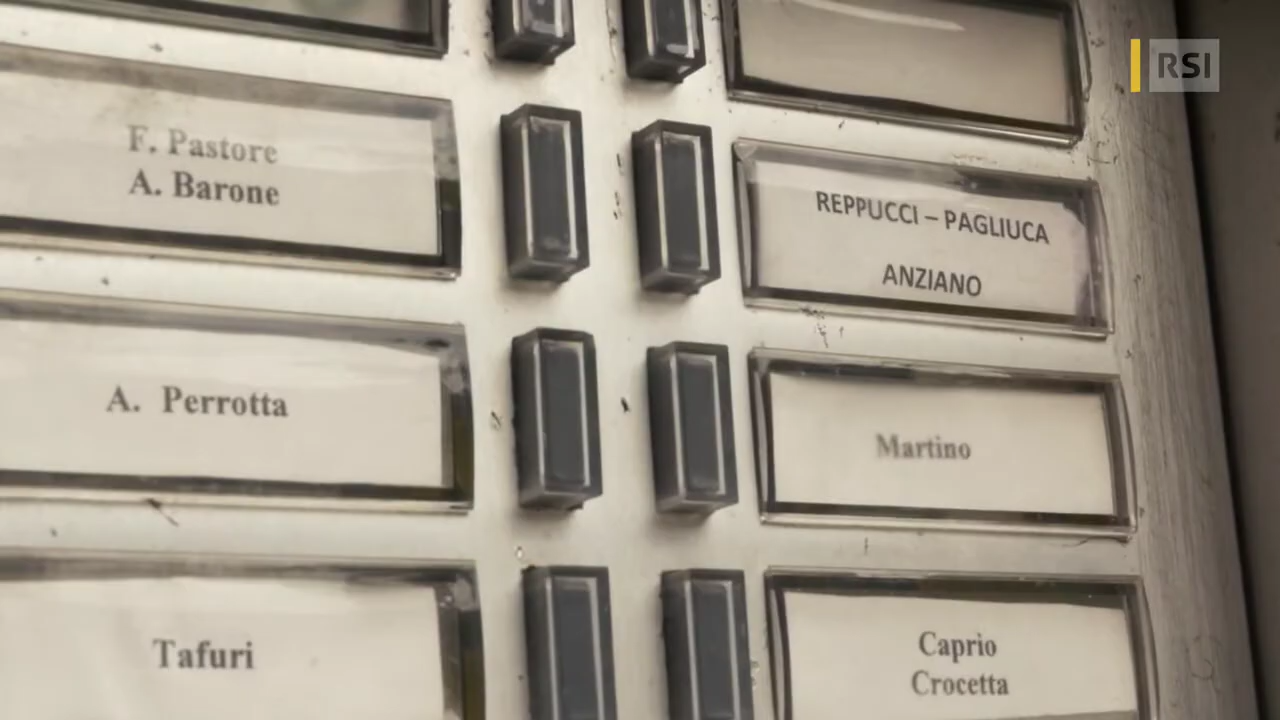 RSI
F. Pastore
A. Barone
REPPUCCI – PAGLIUCA
ANZIANO
A. Perrotta
Martino
Tafuri
Caprio
Crocetta